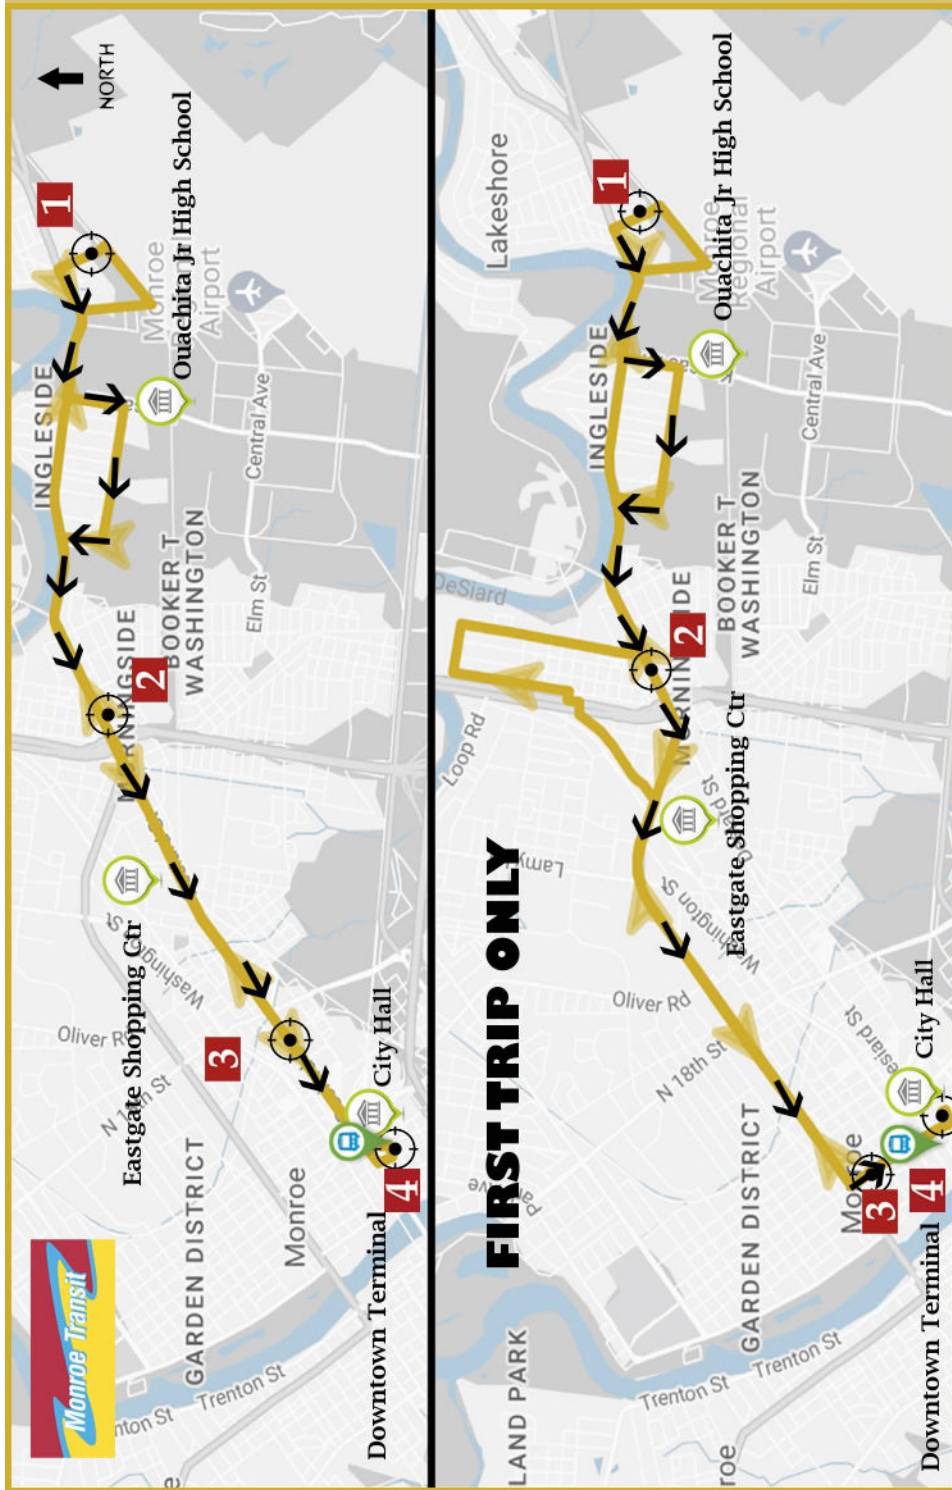 Monroe Transit
NORTH
1
Ouachita Jr High School
INGLESIDE
Monroe
Airport
Central Ave
BOOKER T
WASHINGTON
Elm St
2
Eastgate Shopping Ctr
Oliver Rd
3
City Hall
GARDEN DISTRICT
Monroe
4
Downtown Terminal
Trenton St
FIRST TRIP ONLY
Lakeshore
1
Ouachita Jr High School
Monroe
Regional
Airport
INGLESIDE
Central Ave
BOOKER T
WASHINGTON
Elm St
DeSiard
2
Loop Rd
Eastgate Shopping Ctr
Washington St
Oliver Rd
N 18th St
City Hall
GARDEN DISTRICT
3
4
Downtown Terminal
LAND PARK
Trenton St
Trenton St
roe